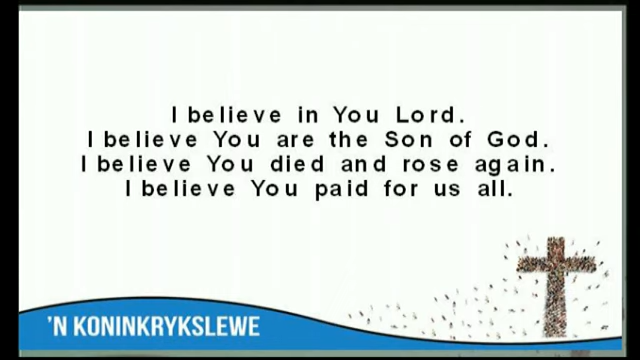 I believe in You Lord.
I believe You are the Son of God.
I believe You died and rose again.
I believe You paid for us all.
'N KONINKRYKSLEWE